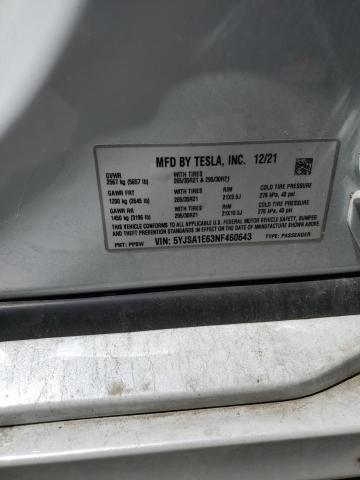 MFD BY TESLA, INC. 12/21
GVWR WITH TIRES
2567 kg (5657 lb) 265/35R21 & 295/30R21
GAWR FRT WITH TIRES RIM COLD TIRE PRESSURE
1200 kg (2645 lb) 265/35R21 21X9.5J 276 kPa, 40 psi
GAWR RR WITH TIRES RIM COLD TIRE PRESSURE
1450 kg (3196 lb) 295/30R21 21X10.5J 276 kPa, 40 psi
THIS VEHICLE CONFORMS TO ALL APPLICABLE U.S. FEDERAL MOTOR VEHICLE SAFETY, BUMPER
AND THEFT PREVENTION STANDARDS IN EFFECT ON THE DATE OF MANUFACTURE SHOWN ABOVE.
PNT: PPSW VIN: 5YJSA1E63NF460643 TYPE: PASSENGER